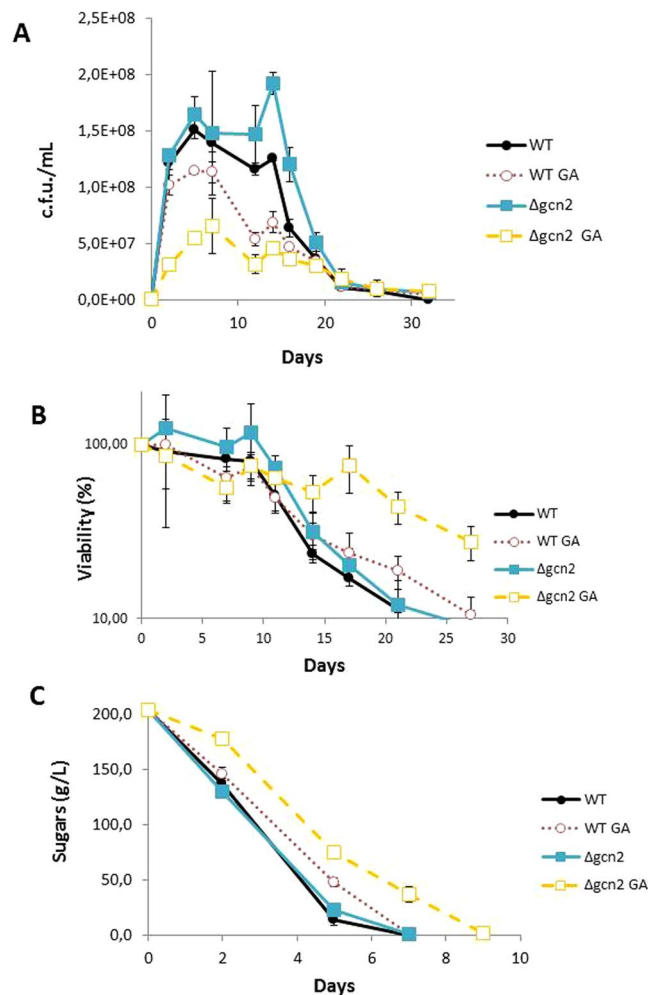 A
c.f.u./mL
2,5E+08
2,0E+08
1,5E+08
1,0E+08
5,0E+07
0,0E+00
0 10 20 30
Days
WT
WT GA
Δgcn2
Δgcn2 GA
B
Viability (%)
100,00
10,00
0 5 10 15 20 25 30
Days
WT
WT GA
Δgcn2
Δgcn2 GA
C
Sugars (g/L)
200,0
150,0
100,0
50,0
0,0
0 2 4 6 8 10
Days
WT
WT GA
Δgcn2
Δgcn2 GA